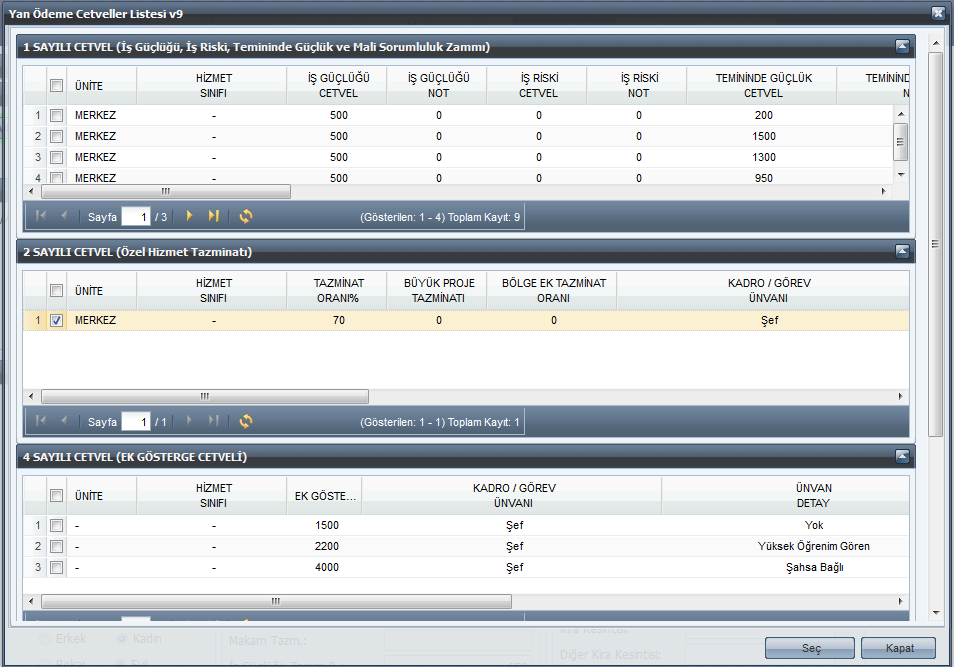 Yan Ödeme Cetveller Listesi v9
1 SAYILI CETVEL (İş Güçlüğü, İş Riski, Temininde Güçlük ve Mali Sorumluluk Zammı)
ÜNİTE HİZMET SINIFI İŞ GÜÇLÜĞÜ CETVEL İŞ GÜÇLÜĞÜ NOT İŞ RİSKİ CETVEL İŞ RİSKİ NOT TEMİNİNDE GÜÇLÜK CETVEL
1 MERKEZ - 500 0 0 0 200
2 MERKEZ - 500 0 0 0 1500
3 MERKEZ - 500 0 0 0 1300
4 MERKEZ - 500 0 0 0 950
Sayfa 1 / 3 (Gösterilen: 1 - 4) Toplam Kayıt: 9
2 SAYILI CETVEL (Özel Hizmet Tazminatı)
ÜNİTE HİZMET SINIFI TAZMİNAT ORANI% BÜYÜK PROJE TAZMİNATI BÖLGE EK TAZMİNAT ORANI KADRO / GÖREV ÜNVANI
1 MERKEZ - 70 0 0 Şef
Sayfa 1 / 1 (Gösterilen: 1 - 1) Toplam Kayıt: 1
4 SAYILI CETVEL (EK GÖSTERGE CETVELİ)
ÜNİTE HİZMET SINIFI EK GÖSTE... KADRO / GÖREV ÜNVANI ÜNVAN DETAY
1 - - 1500 Şef Yok
2 - - 2200 Şef Yüksek Öğrenim Gören
3 - - 4000 Şef Şahsa Bağlı
Erkek Kadın Makam Tazm.:
Diğer Kira Kesintisi:
Seç Kapat